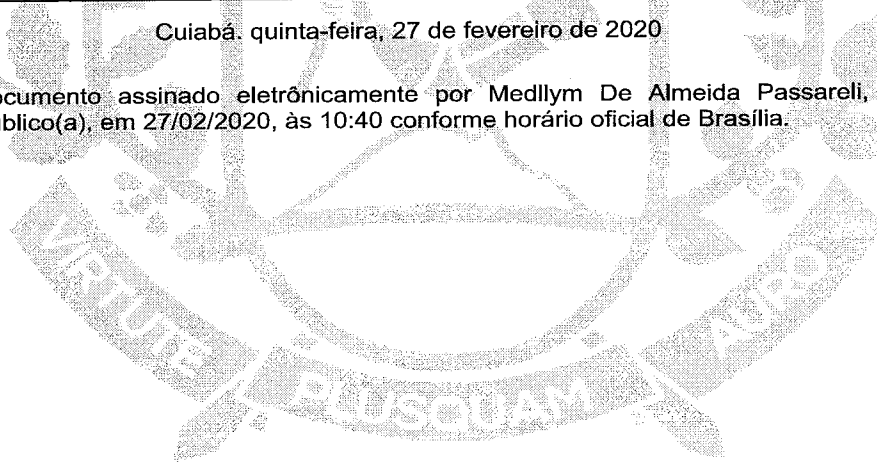 Cuiabá. quinta-feira, 27 de fevereiro de 2020
ocumento assinado eletrônicamente por Medllym De Almeida Passareli,
blico(a), em 27/02/2020, às 10:40 conforme horário oficial de Brasília.
VIRTUTE PLUSQUAM AURO